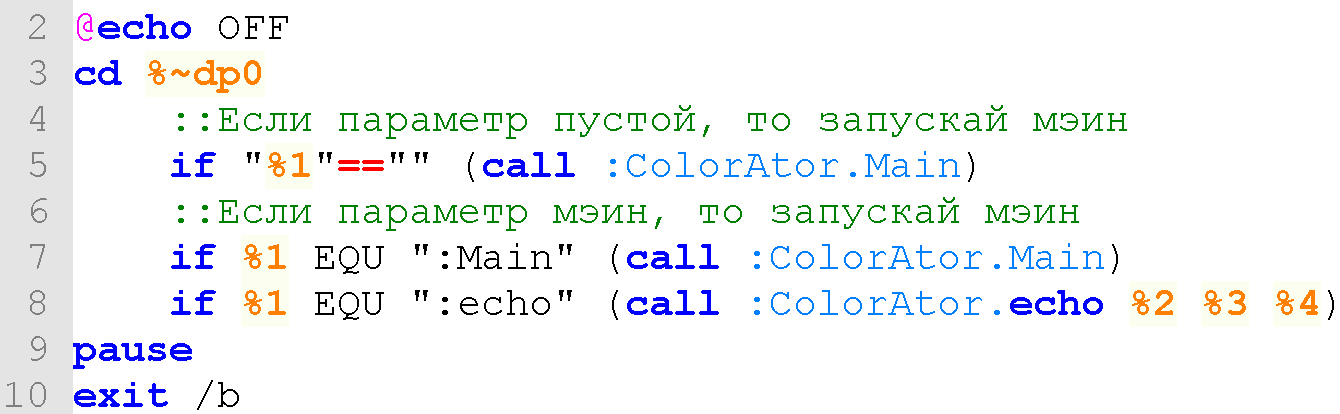 2 @echo OFF
3 cd %~dp0
4 ::Если параметр пустой, то запускай мэин
5 if "%1"=="" (call :ColorAtor.Main)
6 ::Если параметр мэин, то запускай мэин
7 if %1 EQU ":Main" (call :ColorAtor.Main)
8 if %1 EQU ":echo" (call :ColorAtor.echo %2 %3 %4)
9 pause
10 exit /b